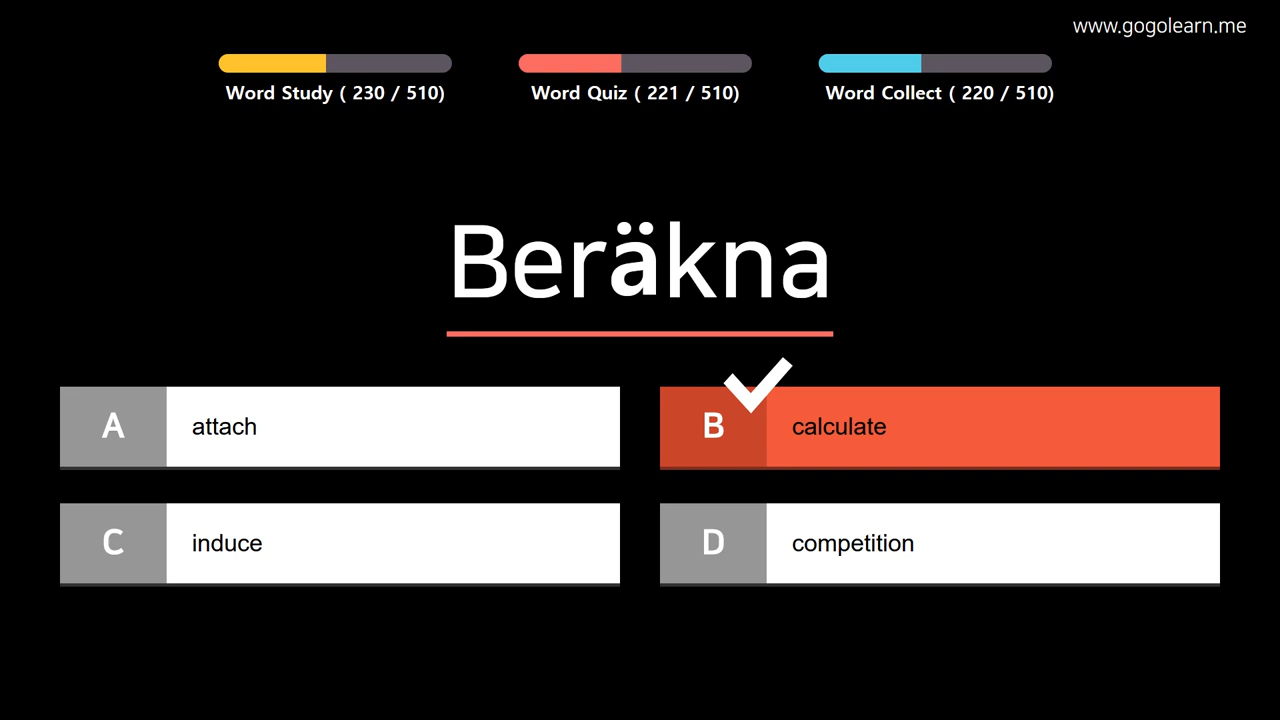 www.gogolearn.me
Word Study ( 230 / 510)
Word Quiz ( 221 / 510)
Word Collect ( 220 / 510)
Beräkna
A attach
B calculate
C induce
D competition